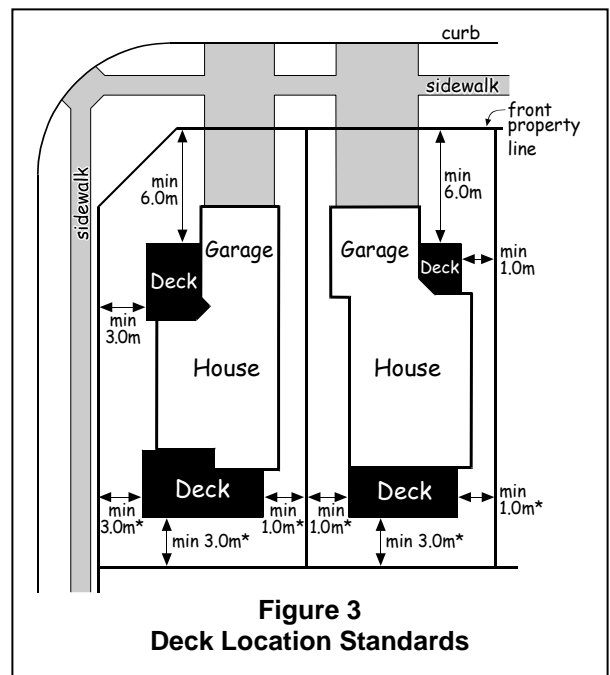 curb
sidewalk
front
property
line
min
6.0m
min
6.0m
sidewalk
Garage
Garage
Deck
Deck
min
1.0m
min
3.0m
House
House
Deck
Deck
min
3.0m*
min
1.0m*
min
1.0m*
min
1.0m*
min 3.0m*
min 3.0m*
Figure 3
Deck Location Standards